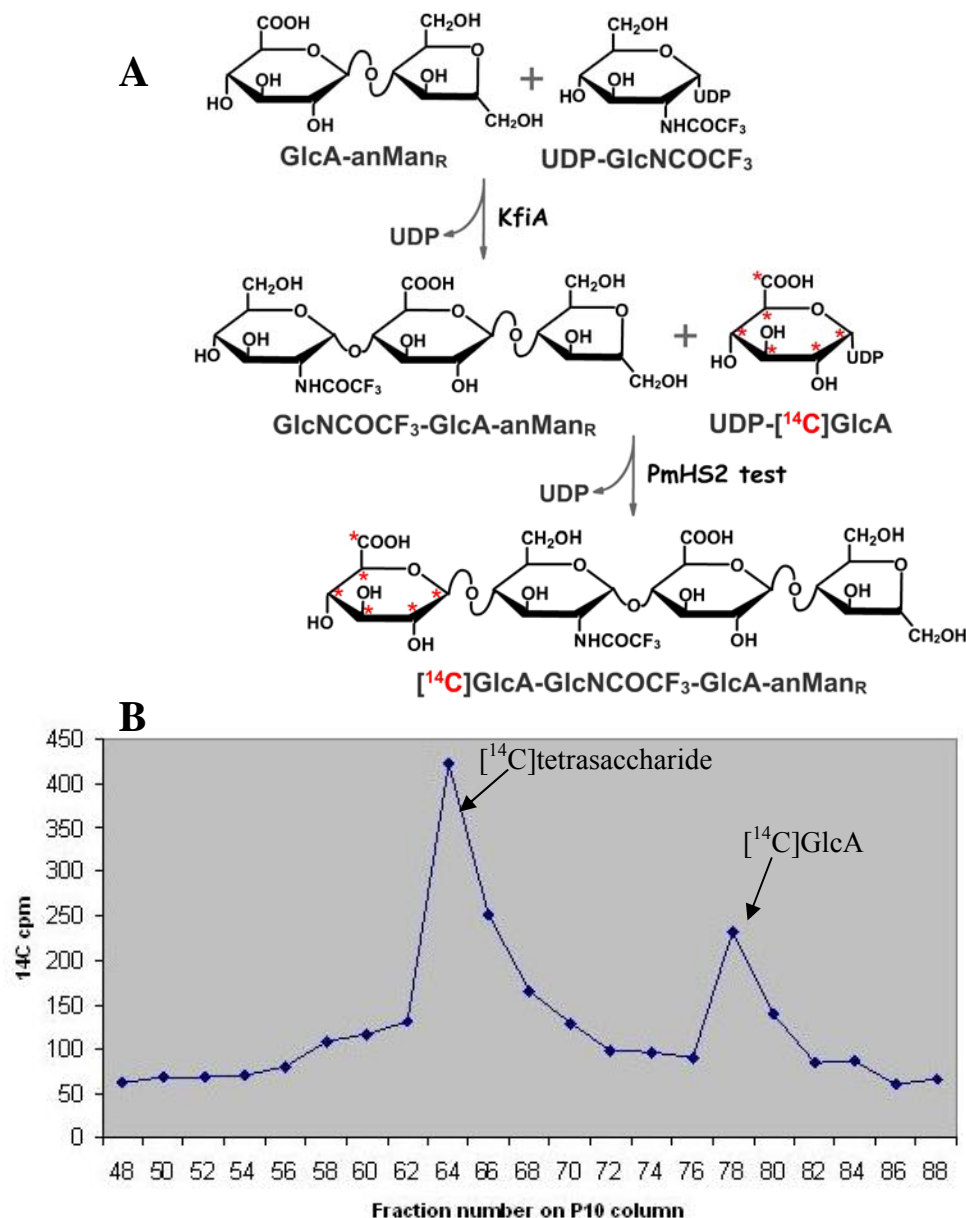 A
COOH
O
OH
HO
OH
O
CH₂OH
O
OH
CH₂OH
+
CH₂OH
O
OH
HO
UDP
NHCOCF₃
GlcA-anManR
UDP-GlcNCOCF₃
UDP
KfiA
CH₂OH
O
OH
HO
NHCOCF₃
O
COOH
O
OH
OH
O
CH₂OH
O
OH
CH₂OH
+
*COOH
O
* * * * *
OH
HO
UDP
OH
GlcNCOCF₃-GlcA-anManR
UDP-[¹⁴C]GlcA
UDP
PmHS2 test
*COOH
O
* * * * *
OH
HO
OH
O
CH₂OH
O
OH
NHCOCF₃
O
COOH
O
OH
OH
O
CH₂OH
O
OH
CH₂OH
[¹⁴C]GlcA-GlcNCOCF₃-GlcA-anManR
B
450
400
350
300
250
200
150
100
50
0
14C cpm
[¹⁴C]tetrasaccharide
[¹⁴C]GlcA
48 50 52 54 56 58 60 62 64 66 68 70 72 74 76 78 80 82 84 86 88
Fraction number on P10 column